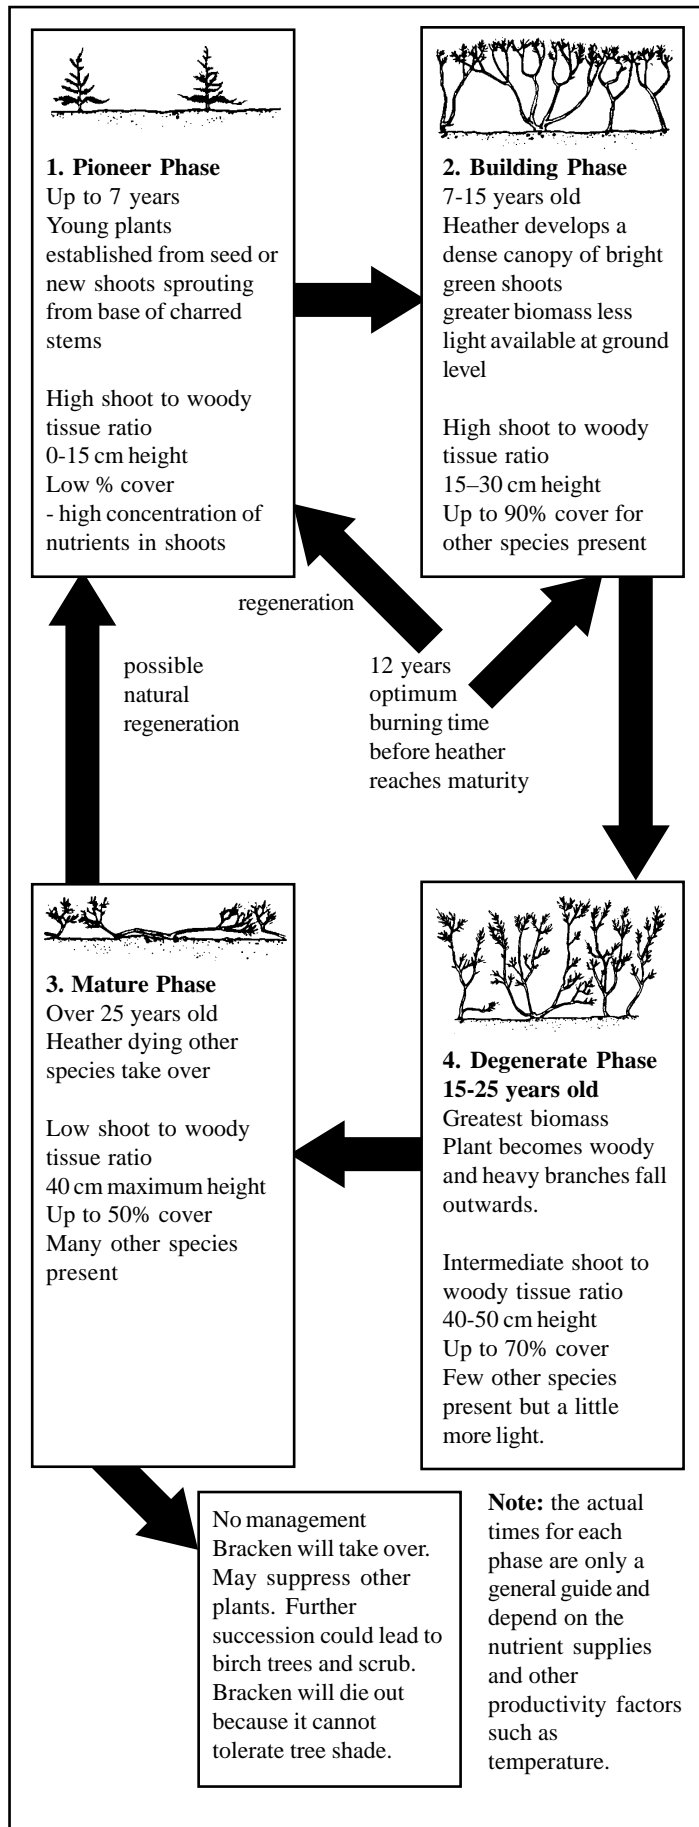 1. Pioneer Phase
Up to 7 years
Young plants
established from seed or
new shoots sprouting
from base of charred
stems
High shoot to woody
tissue ratio
0-15 cm height
Low % cover
- high concentration of
nutrients in shoots
2. Building Phase
7-15 years old
Heather develops a
dense canopy of bright
green shoots
greater biomass less
light available at ground
level
High shoot to woody
tissue ratio
15–30 cm height
Up to 90% cover for
other species present
regeneration
possible
natural
regeneration
12 years
optimum
burning time
before heather
reaches maturity
3. Mature Phase
Over 25 years old
Heather dying other
species take over
Low shoot to woody
tissue ratio
40 cm maximum height
Up to 50% cover
Many other species
present
4. Degenerate Phase
15-25 years old
Greatest biomass
Plant becomes woody
and heavy branches fall
outwards.
Intermediate shoot to
woody tissue ratio
40-50 cm height
Up to 70% cover
Few other species
present but a little
more light.
No management
Bracken will take over.
May suppress other
plants. Further
succession could lead to
birch trees and scrub.
Bracken will die out
because it cannot
tolerate tree shade.
Note: the actual
times for each
phase are only a
general guide and
depend on the
nutrient supplies
and other
productivity factors
such as
temperature.